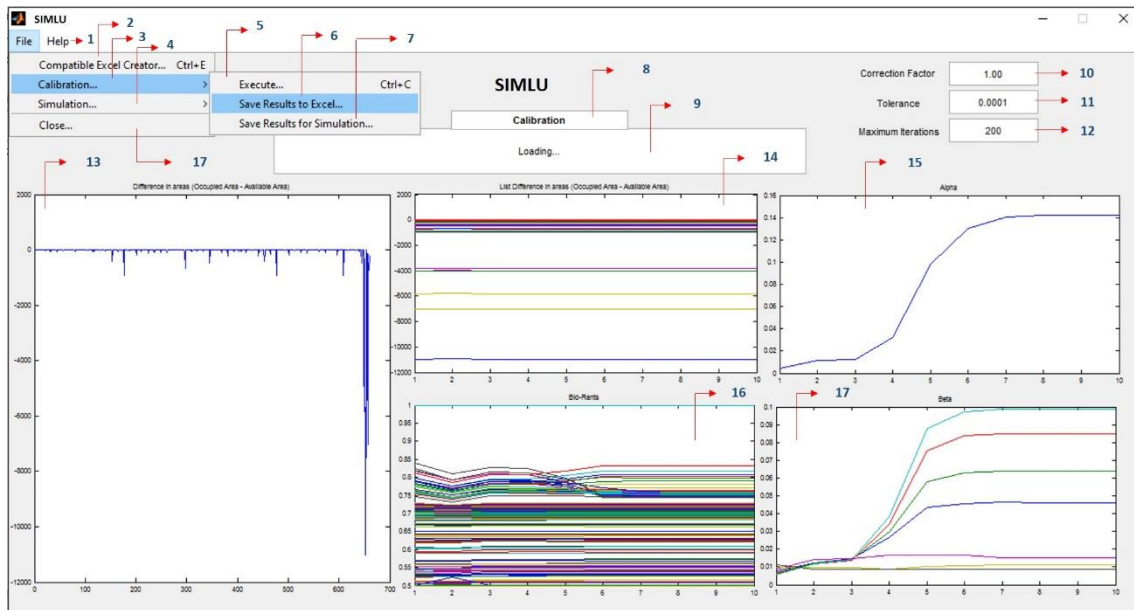 SIMLU
File Help 1 2 3 4 5 6 7
Compatible Excel Creator... Ctrl+E
Calibration... >
Simulation... >
Close...
Execute... Ctrl+C
Save Results to Excel...
Save Results for Simulation...
SIMLU
8
Calibration
9
Loading...
Correction Factor 1.00 10
Tolerance 0.0001 11
Maximum Iterations 200 12
13 17
Difference in areas (Occupied Area - Available Area)
2000
0
-2000
-4000
-6000
-8000
-10000
-12000
0 100 200 300 400 500 600 700
14
List Difference in areas (Occupied Area - Available Area)
2000
0
-2000
-4000
-6000
-8000
-10000
12000
1 2 3 4 5 6 7 8 9 10
15
Alpha
0.16
0.14
0.12
0.10
0.08
0.06
0.04
0.02
0
1 2 3 4 5 6 7 8 9 10
16
Bid-Rents
1
0.95
0.9
0.85
0.8
0.75
0.7
0.65
0.6
0.55
0.5
1 2 3 4 5 6 7 8 9 10
17
Beta
0.1
0.09
0.08
0.07
0.06
0.05
0.04
0.03
0.02
0.01
0
1 2 3 4 5 6 7 8 9 10